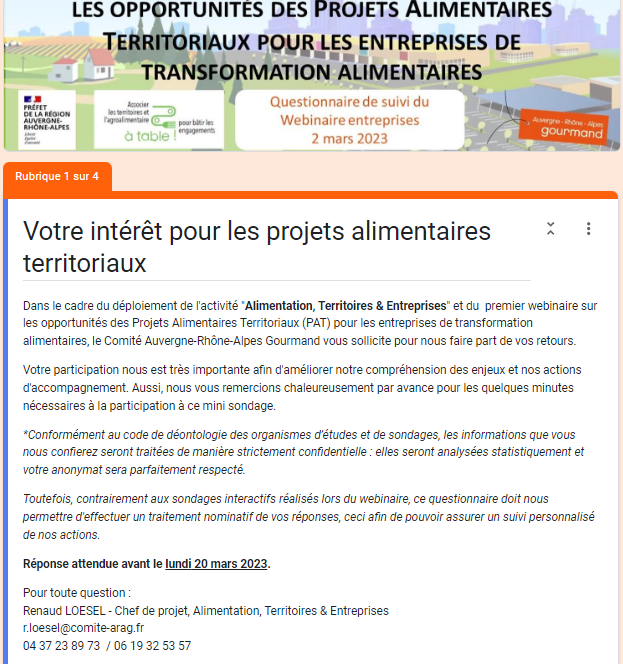 LES OPPORTUNITÉS DES PROJETS ALIMENTAIRES
TERRITORIAUX POUR LES ENTREPRISES DE
TRANSFORMATION ALIMENTAIRES
PRÉFET
DE LA RÉGION
AUVERGNE-
RHÔNE-ALPES
Liberté
Égalité
Fraternité
Associer
les territoires et
l'agroalimentaire
pour bâtir les
engagements
à table !
Questionnaire de suivi du
Webinaire entreprises
2 mars 2023
Auvergne - Rhône - Alpes
gourmand
Rubrique 1 sur 4
Votre intérêt pour les projets alimentaires
territoriaux
Dans le cadre du déploiement de l'activité "Alimentation, Territoires & Entreprises" et du premier webinaire sur
les opportunités des Projets Alimentaires Territoriaux (PAT) pour les entreprises de transformation
alimentaires, le Comité Auvergne-Rhône-Alpes Gourmand vous sollicite pour nous faire part de vos retours.
Votre participation nous est très importante afin d'améliorer notre compréhension des enjeux et nos actions
d'accompagnement. Aussi, nous vous remercions chaleureusement par avance pour les quelques minutes
nécessaires à la participation à ce mini sondage.
*Conformément au code de déontologie des organismes d'études et de sondages, les informations que vous
nous confierez seront traitées de manière strictement confidentielle : elles seront analysées statistiquement et
votre anonymat sera parfaitement respecté.
Toutefois, contrairement aux sondages interactifs réalisés lors du webinaire, ce questionnaire doit nous
permettre d'effectuer un traitement nominatif de vos réponses, ceci afin de pouvoir assurer un suivi personnalisé
de nos actions.
Réponse attendue avant le lundi 20 mars 2023.
Pour toute question :
Renaud LOESEL - Chef de projet, Alimentation, Territoires & Entreprises
r.loesel@comite-arag.fr
04 37 23 89 73 / 06 19 32 53 57